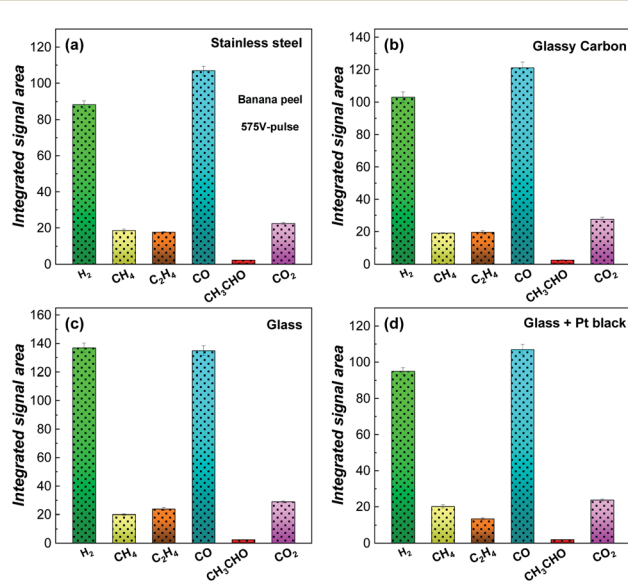 (a)
Stainless steel
Banana peel
575V-pulse
Integrated signal area
120
100
80
60
40
20
0
H₂ CH₄ C₂H₄ CO CH₃CHO CO₂
(b)
Glassy Carbon
Integrated signal area
140
120
100
80
60
40
20
0
H₂ CH₄ C₂H₄ CO CH₃CHO CO₂
(c)
Glass
Integrated signal area
160
140
120
100
80
60
40
20
0
H₂ CH₄ C₂H₄ CO CH₃CHO CO₂
(d)
Glass + Pt black
Integrated signal area
120
100
80
60
40
20
0
H₂ CH₄ C₂H₄ CO CH₃CHO CO₂